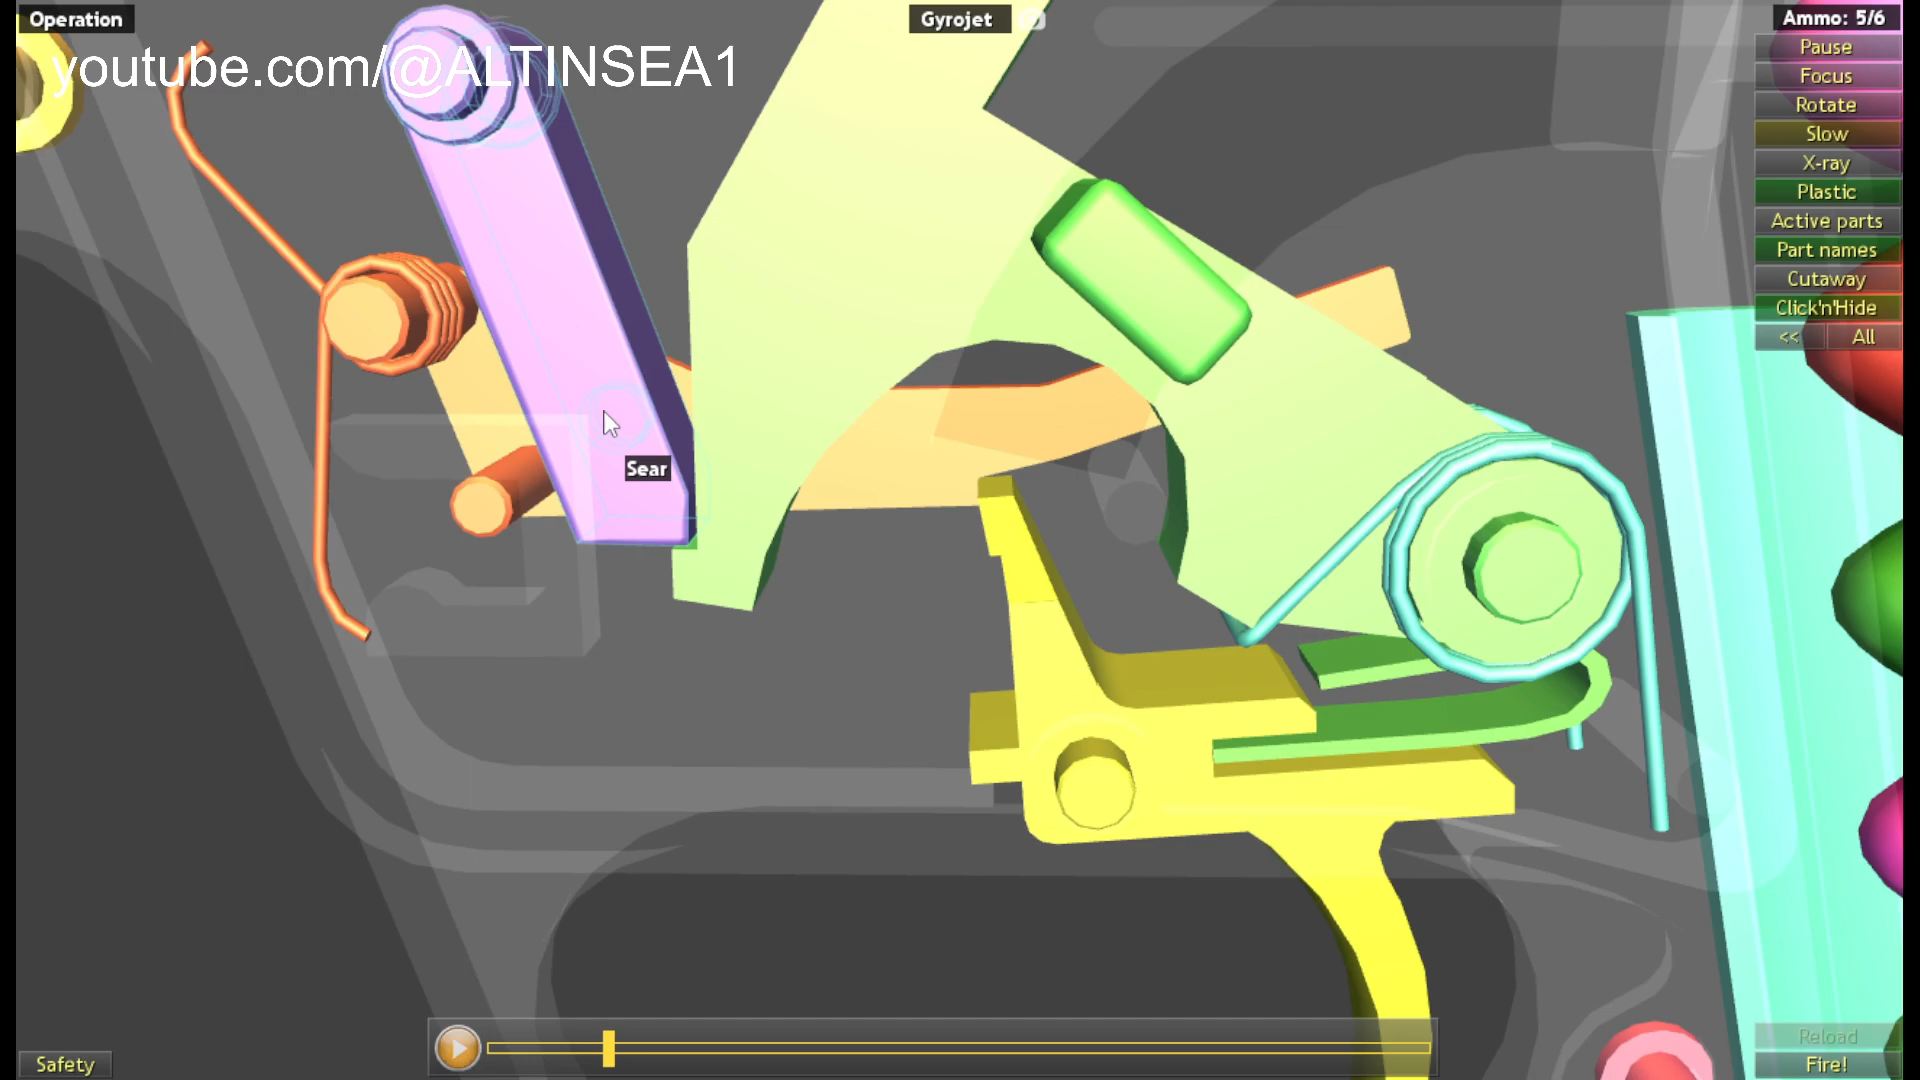 Operation
Gyrojet
Ammo: 5/6
youtube.com/@ALTINSEA1
Pause
Focus
Rotate
Slow
X-ray
Plastic
Active parts
Part names
Cutaway
Click'n'Hide
<< All
Sear
Reload
Safety
Fire!